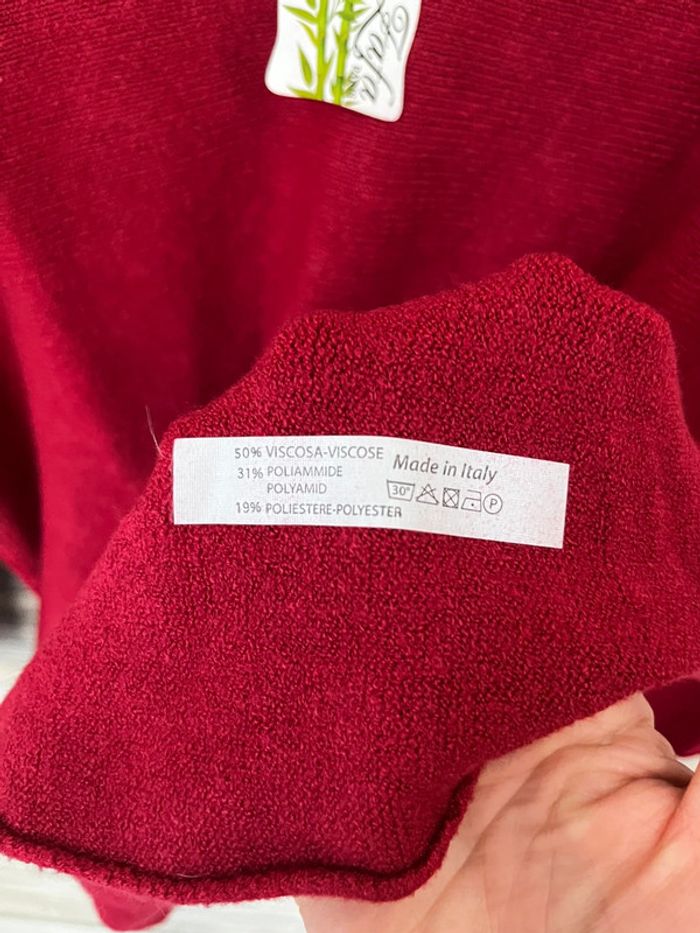 50% VISCOSA-VISCOSE
31% POLIAMMIDE
POLYAMID
19% POLIESTERE-POLYESTER
Made in Italy
30°
P